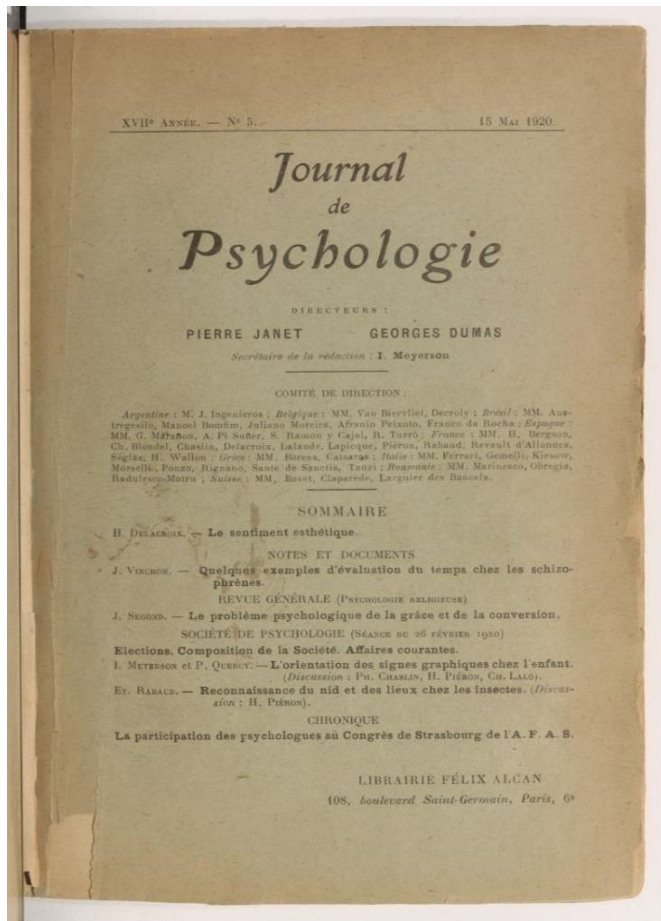 XVIIe ANNÉE. — No 5.
15 MAI 1920.
Journal
de
Psychologie
DIRECTEURS :
PIERRE JANET GEORGES DUMAS
Secrétaire de la rédaction : I. Meyerson
COMITÉ DE DIRECTION :
Argentine : M. J. Ingenieros ; Belgique : MM. Van Biervliet, Decroly ; Brésil : MM. Aus-
tregesilo, Manoel Bomfim, Juliano Moreira, Afranio Peixoto, Franco da Rocha ; Espagne :
MM. G. Marañon, A. Pi Suñer, S. Ramon y Cajal, R. Turró ; France : MM. H. Bergson,
Ch. Blondel, Chaslin, Delacroix, Lalande, Lapicque, Piéron, Rabaud, Revault d'Allonnes,
Séglas, H. Wallon ; Grèce : MM. Boreas, Catsaras ; Italie : MM. Ferrari, Gemelli, Kiesow,
Morselli, Ponzo, Rignano, Sante de Sanctis, Tanzi ; Roumanie : MM. Marinesco, Obregia,
Radulescu-Motru ; Suisse : MM. Bovet, Claparède, Larguier des Bancels.
SOMMAIRE
H. DELACROIX. — Le sentiment esthétique.
NOTES ET DOCUMENTS
J. VINCHON. — Quelques exemples d'évaluation du temps chez les schizo-
phrènes.
REVUE GÉNÉRALE (PSYCHOLOGIE RELIGIEUSE)
J. SEGOND. — Le problème psychologique de la grâce et de la conversion.
SOCIÉTÉ DE PSYCHOLOGIE (SÉANCE DU 26 FÉVRIER 1920)
Elections. Composition de la Société. Affaires courantes.
I. MEYERSON et P. QUERCY. — L'orientation des signes graphiques chez l'enfant.
(Discussion : PH. CHASLIN, H. PIÉRON, CH. LALO).
ET. RABAUD. — Reconnaissance du nid et des lieux chez les insectes. (Discus-
sion : H. PIÉRON).
CHRONIQUE
La participation des psychologues au Congrès de Strasbourg de l'A. F. A. S.
LIBRAIRIE FÉLIX ALCAN
108, boulevard Saint-Germain, Paris, 6e